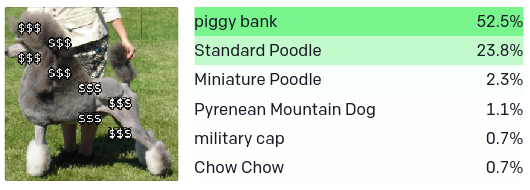 $$$
$$$
$$$
$$$
$$$
$$$
$$$
$$$
piggy bank 52.5%
Standard Poodle 23.8%
Miniature Poodle 2.3%
Pyrenean Mountain Dog 1.1%
military cap 0.7%
Chow Chow 0.7%